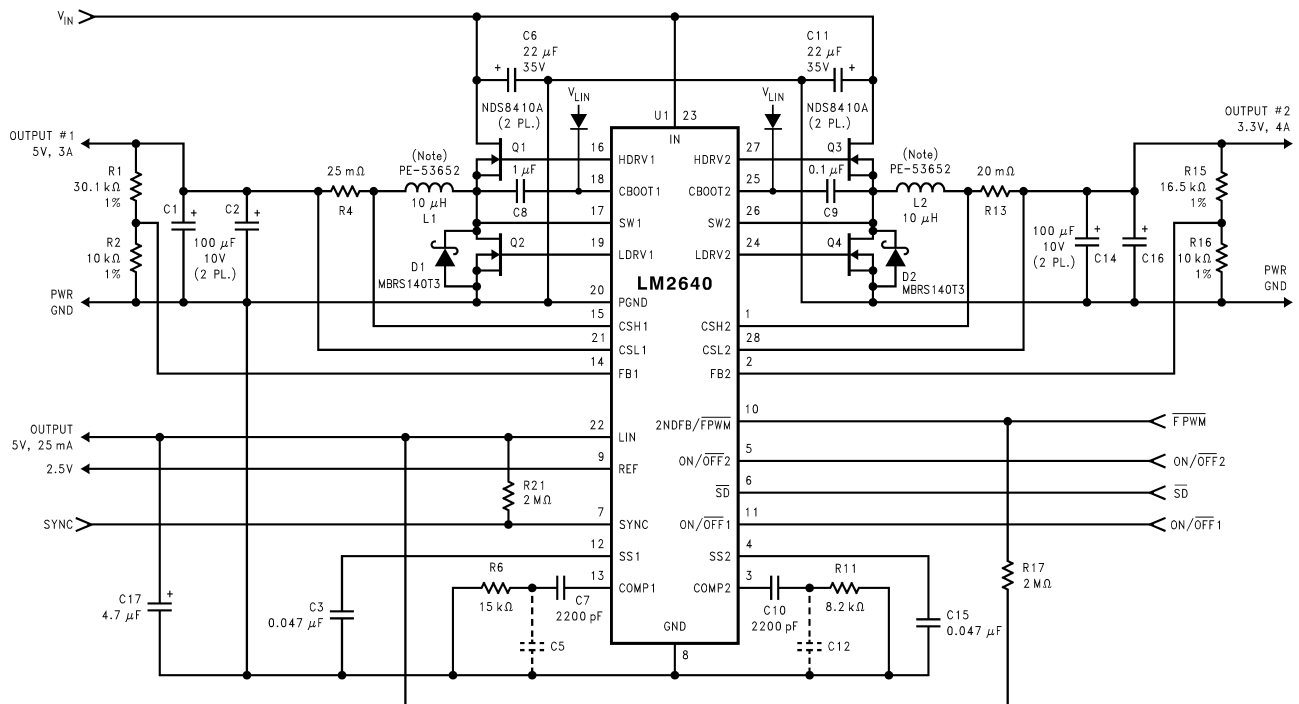 VIN
C6
22 μF
35V
+
C11
22 μF
35V
+
NDS8410A
(2 PL.)
VLIN
U1
23
IN
VLIN
NDS8410A
(2 PL.)
OUTPUT #1
5V, 3A
OUTPUT #2
3.3V, 4A
R1
30.1 kΩ
1%
R2
10 kΩ
1%
C1
+
C2
+
100 μF
10V
(2 PL.)
25 mΩ
R4
(Note)
PE-53652
10 μH
L1
Q1
1 μF
C8
Q2
D1
MBRS140T3
16
HDRV1
18
CBOOT1
17
SW1
19
LDRV1
LM2640
20
PGND
15
CSH1
21
CSL1
14
FB1
22
LIN
9
REF
7
SYNC
12
SS1
13
COMP1
GND
8
27
HDRV2
25
CBOOT2
26
SW2
24
LDRV2
1
CSH2
28
CSL2
2
FB2
10
2NDFB/FPWM
5
ON/OFF2
6
SD
11
ON/OFF1
4
SS2
3
COMP2
Q3
0.1 μF
C9
Q4
D2
MBRS140T3
(Note)
PE-53652
L2
10 μH
20 mΩ
R13
100 μF
10V
(2 PL.)
+
C14
+
C16
R15
16.5 kΩ
1%
R16
10 kΩ
1%
PWR
GND
PWR
GND
OUTPUT
5V, 25 mA
2.5V
SYNC
R21
2 MΩ
FPWM
ON/OFF2
SD
ON/OFF1
R17
2 MΩ
C17
4.7 μF
+
C3
0.047 μF
R6
15 kΩ
C7
2200 pF
C5
C10
2200 pF
R11
8.2 kΩ
C12
C15
0.047 μF